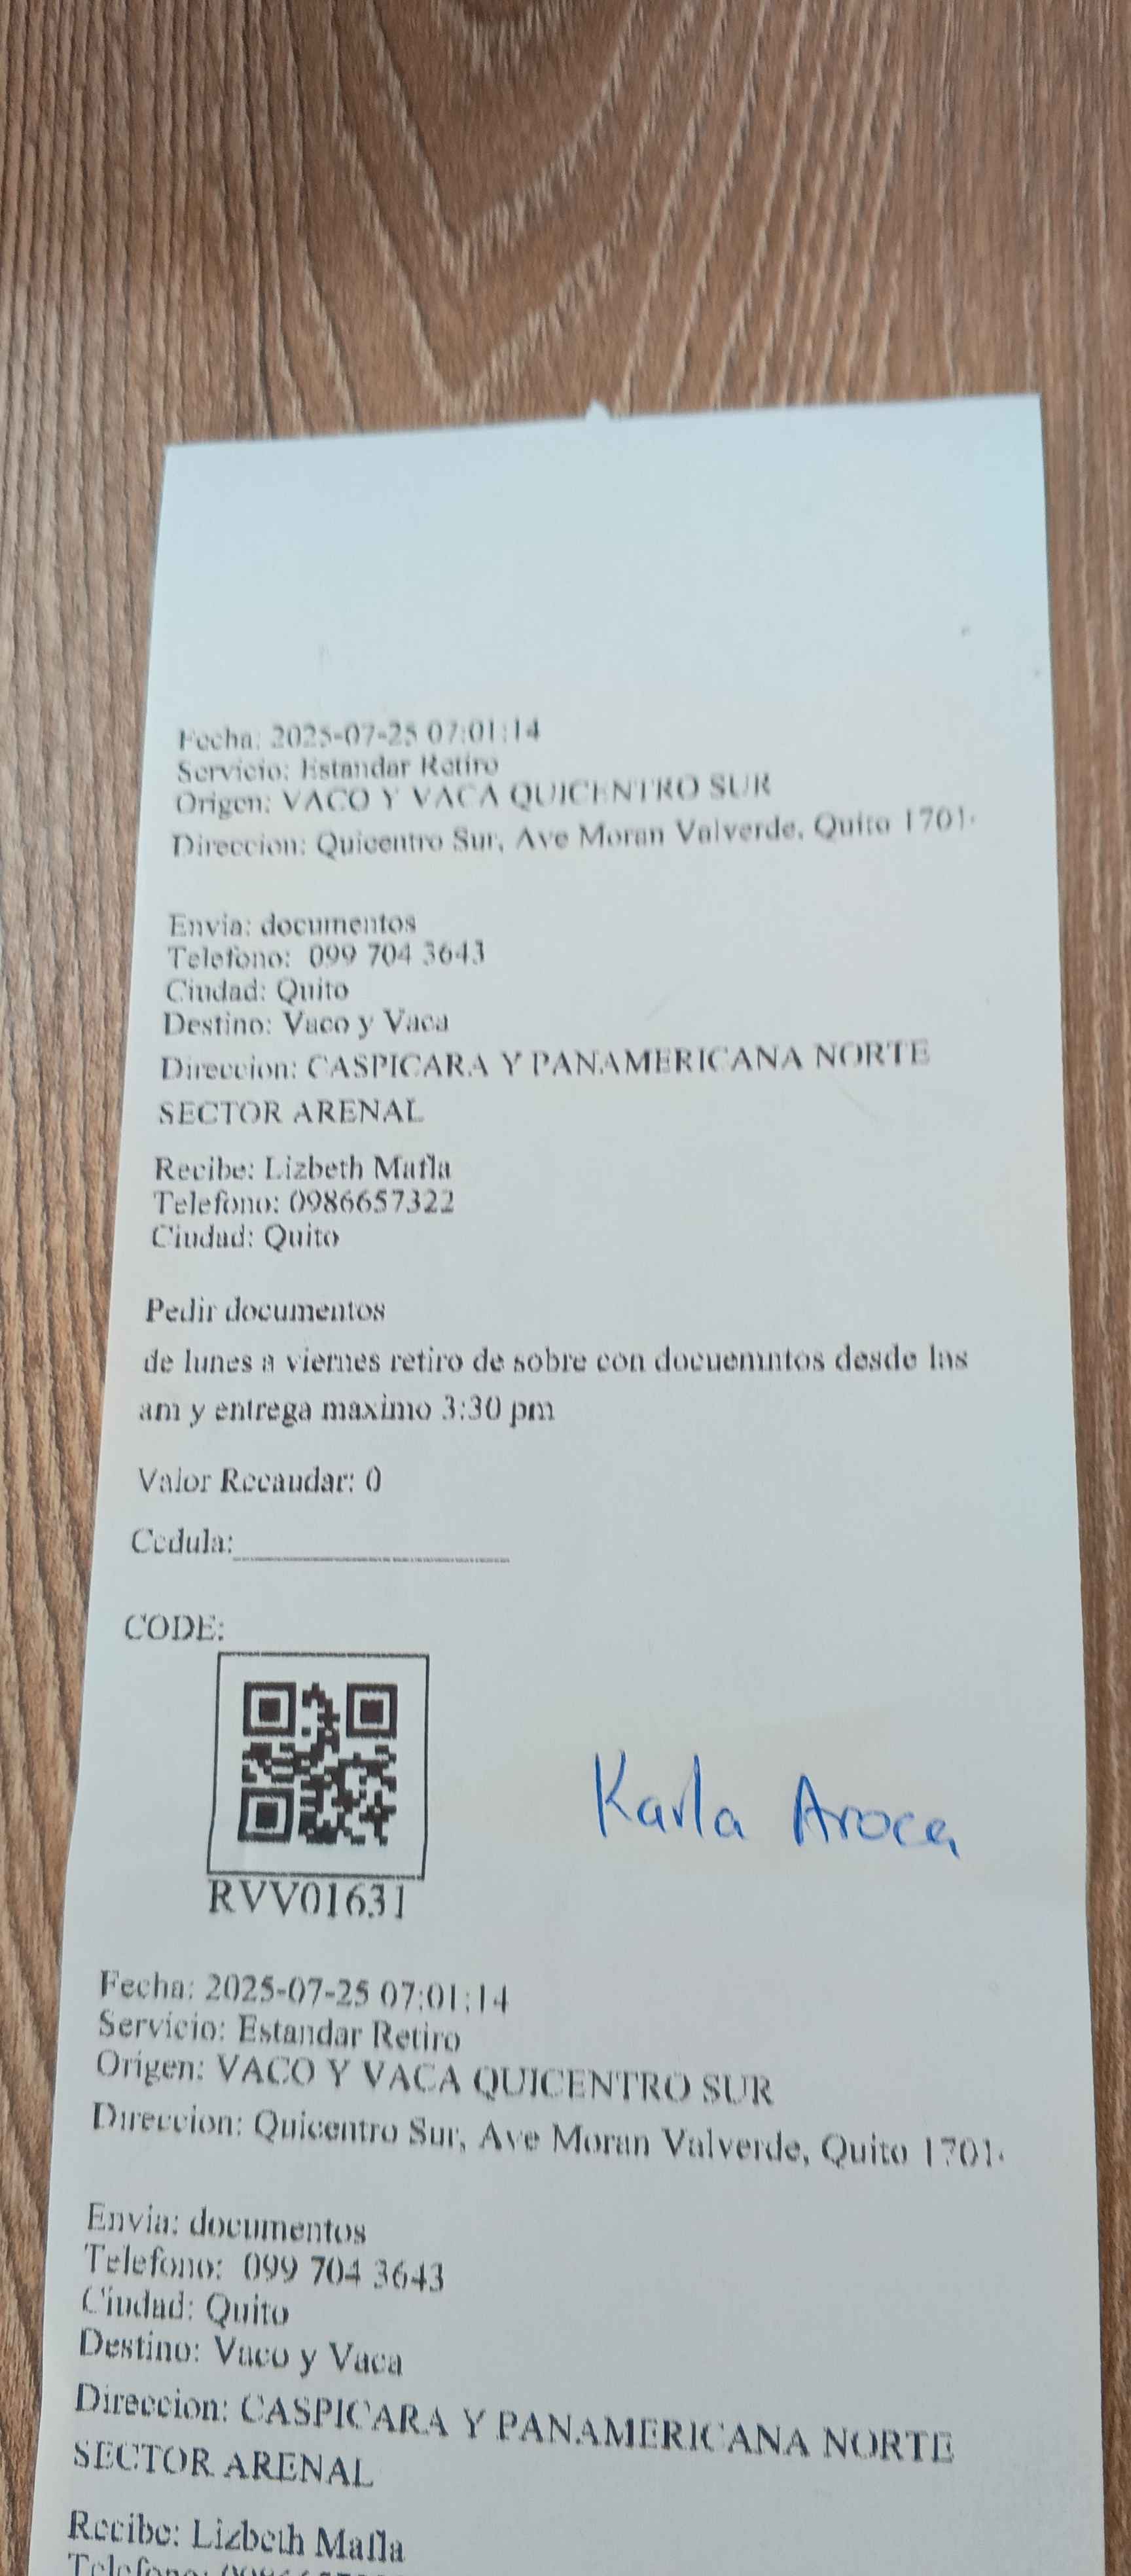 Fecha: 2025-07-25 07:01:14
Servicio: Estandar Retiro
Origen: VACO Y VACA QUICENTRO SUR
Direccion: Quicentro Sur, Ave Moran Valverde, Quito 1701
Envia: documentos
Telefono: 099 704 3643
Ciudad: Quito
Destino: Vaco y Vaca
Direccion: CASPICARA Y PANAMERICANA NORTE
SECTOR ARENAL
Recibe: Lizbeth Mafla
Telefono: 0986657322
Ciudad: Quito
Pedir documentos
de lunes a viernes retiro de sobre con docuemntos desde las
am y entrega maximo 3:30 pm
Valor Recaudar: 0
Cedula:
CODE:
Karla Aroca
RVV01631
Fecha: 2025-07-25 07:01:14
Servicio: Estandar Retiro
Origen: VACO Y VACA QUICENTRO SUR
Direccion: Quicentro Sur, Ave Moran Valverde, Quito 1701
Envia: documentos
Telefono: 099 704 3643
Ciudad: Quito
Destino: Vaco y Vaca
Direccion: CASPICARA Y PANAMERICANA NORTE
SECTOR ARENAL
Recibe: Lizbeth Mafla
Telefono: